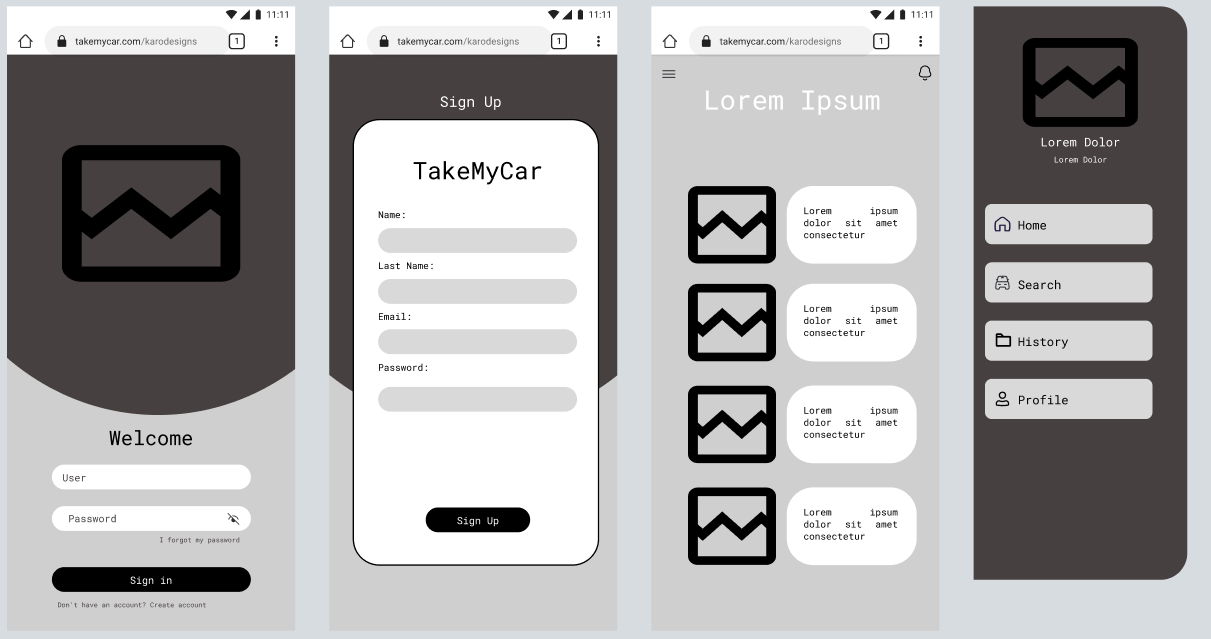 11:11
takemycar.com/karodesigns
1
Welcome
User
Password
I forgot my password
Sign in
Don't have an account? Create account
11:11
takemycar.com/karodesigns
1
Sign Up
TakeMyCar
Name:
Last Name:
Email:
Password:
Sign Up
11:11
takemycar.com/karodesigns
1
Lorem Ipsum
Lorem ipsum
dolor sit amet
consectetur
Lorem ipsum
dolor sit amet
consectetur
Lorem ipsum
dolor sit amet
consectetur
Lorem ipsum
dolor sit amet
consectetur
Lorem Dolor
Lorem Dolor
Home
Search
History
Profile